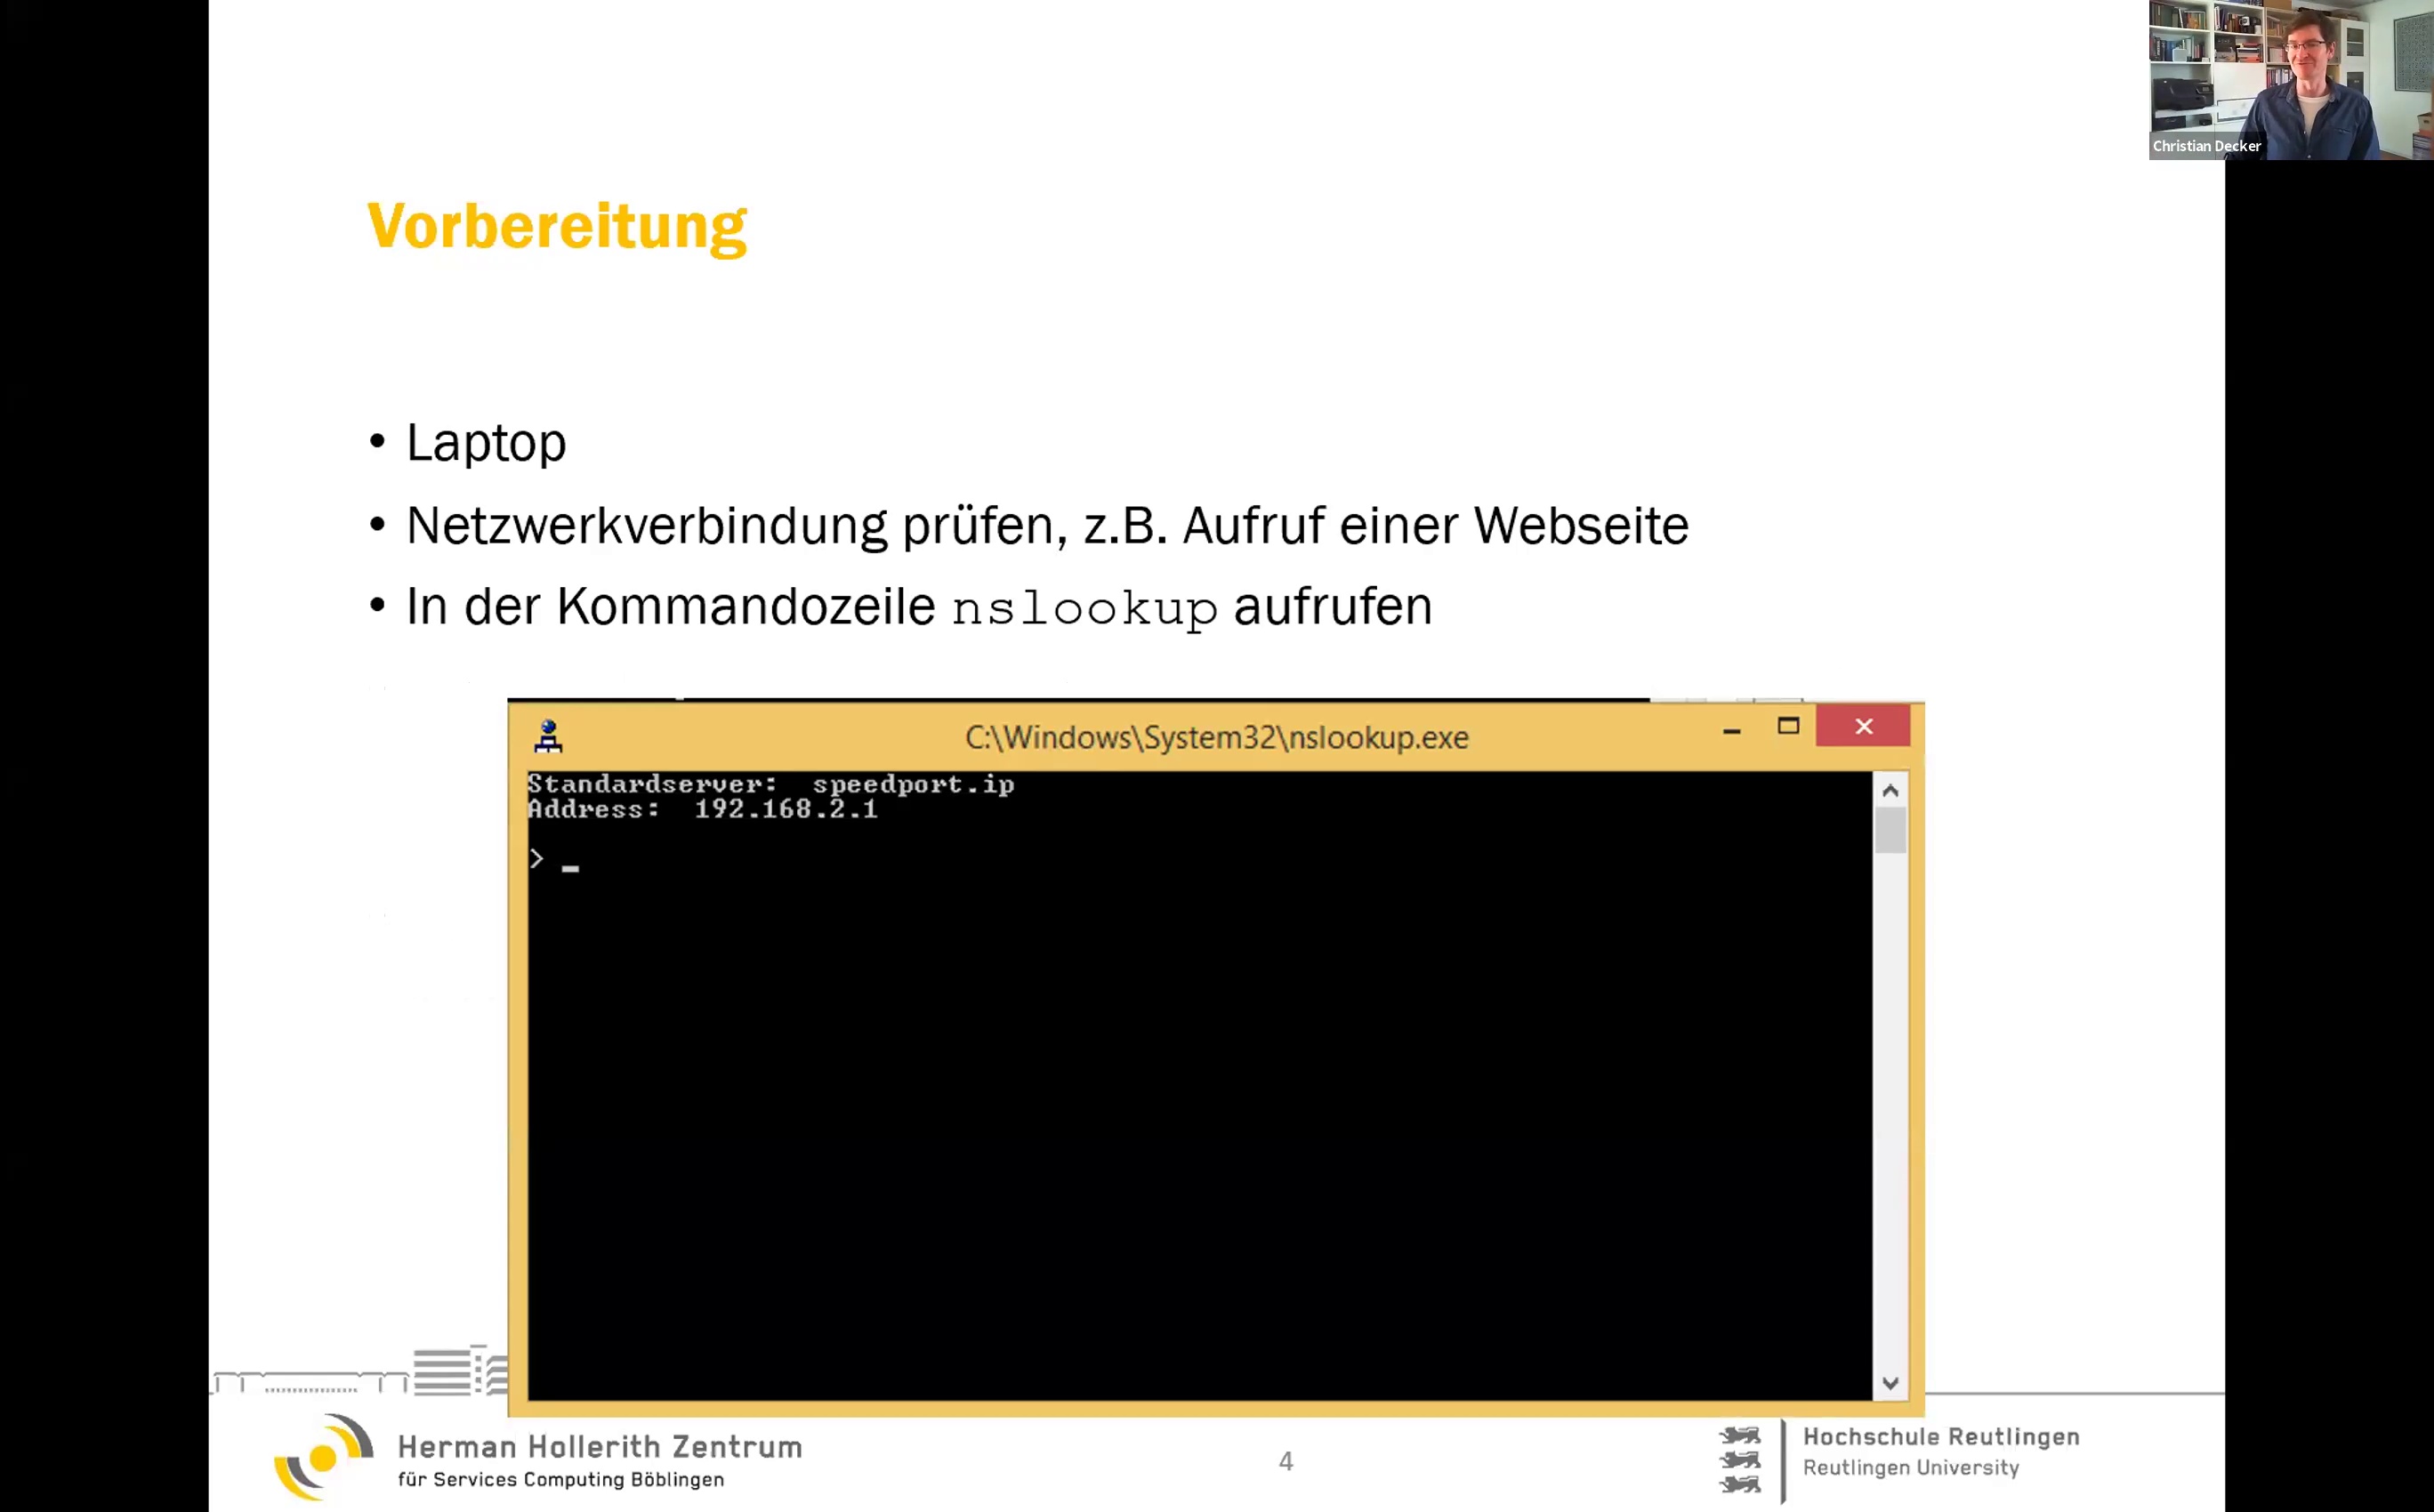 Christian Decker
Vorbereitung
• Laptop
• Netzwerkverbindung prüfen, z.B. Aufruf einer Webseite
• In der Kommandozeile nslookup aufrufen
C:\Windows\System32\nslookup.exe
Standardserver:  speedport.ip
Address:  192.168.2.1
> _
Herman Hollerith Zentrum
für Services Computing Böblingen
4
Hochschule Reutlingen
Reutlingen University